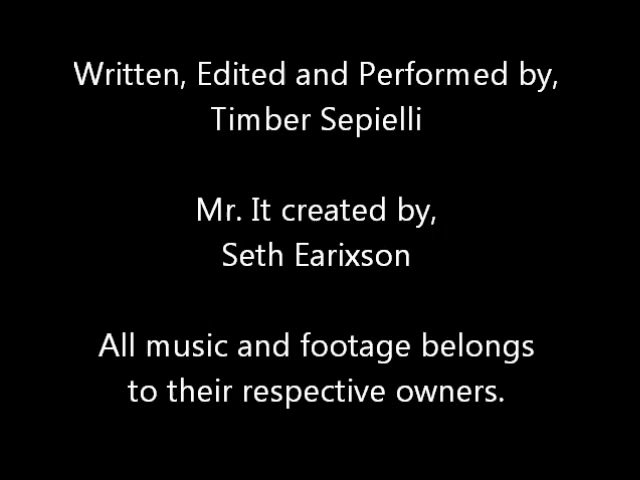 Written, Edited and Performed by,
Timber Sepielli
Mr. It created by,
Seth Earixson
All music and footage belongs
to their respective owners.